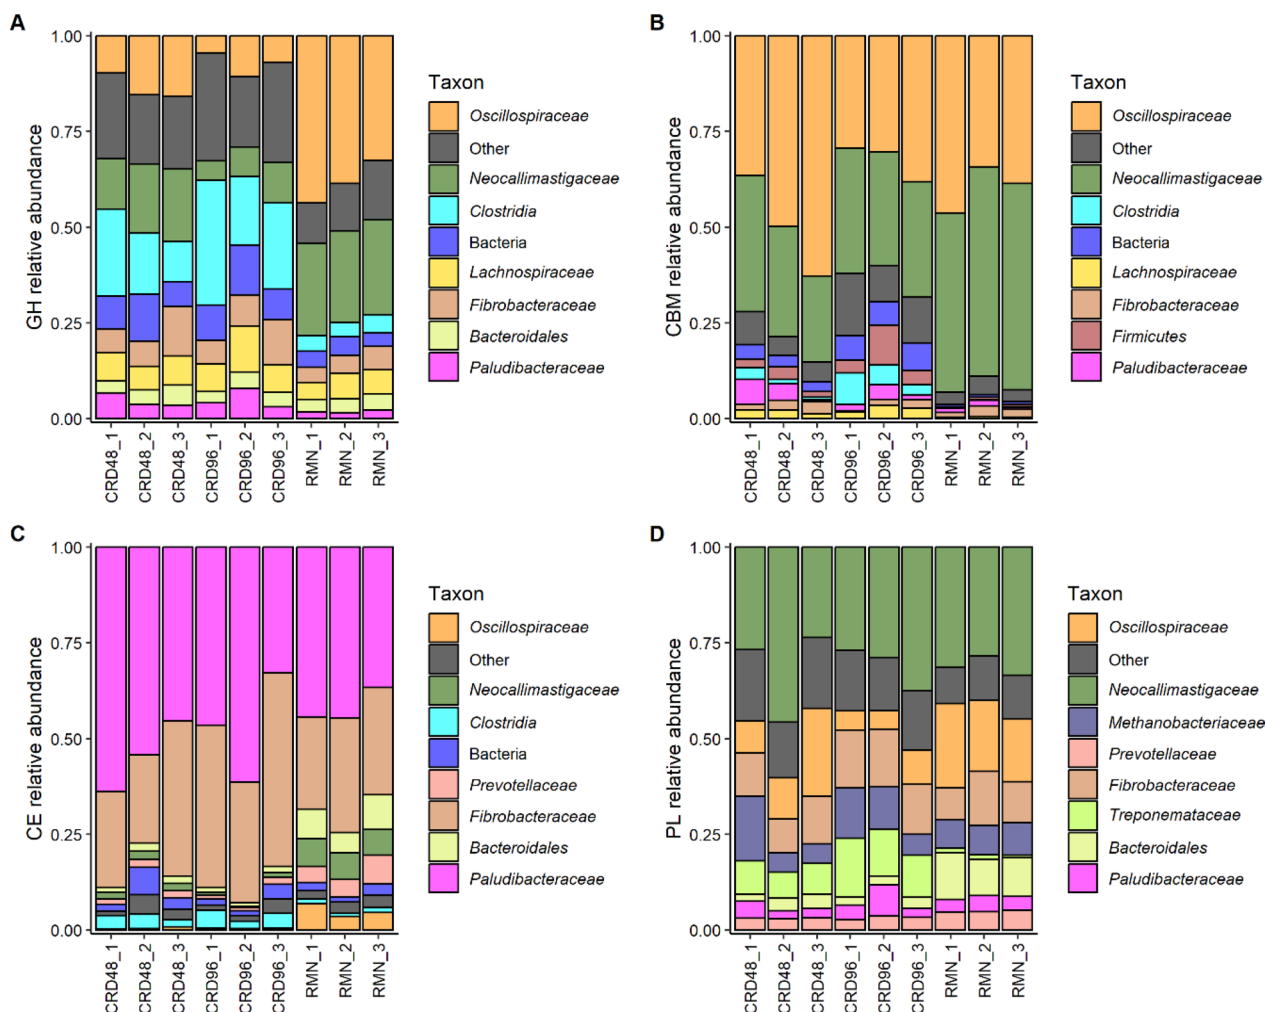 A
GH relative abundance
1.00
0.75
0.50
0.25
0.00
CRD48_1
CRD48_2
CRD48_3
CRD96_1
CRD96_2
CRD96_3
RMN_1
RMN_2
RMN_3
Taxon
Oscillospiraceae
Other
Neocallimastigaceae
Clostridia
Bacteria
Lachnospiraceae
Fibrobacteraceae
Bacteroidales
Paludibacteraceae
B
CBM relative abundance
1.00
0.75
0.50
0.25
0.00
CRD48_1
CRD48_2
CRD48_3
CRD96_1
CRD96_2
CRD96_3
RMN_1
RMN_2
RMN_3
Taxon
Oscillospiraceae
Other
Neocallimastigaceae
Clostridia
Bacteria
Lachnospiraceae
Fibrobacteraceae
Firmicutes
Paludibacteraceae
C
CE relative abundance
1.00
0.75
0.50
0.25
0.00
CRD48_1
CRD48_2
CRD48_3
CRD96_1
CRD96_2
CRD96_3
RMN_1
RMN_2
RMN_3
Taxon
Oscillospiraceae
Other
Neocallimastigaceae
Clostridia
Bacteria
Prevotellaceae
Fibrobacteraceae
Bacteroidales
Paludibacteraceae
D
PL relative abundance
1.00
0.75
0.50
0.25
0.00
CRD48_1
CRD48_2
CRD48_3
CRD96_1
CRD96_2
CRD96_3
RMN_1
RMN_2
RMN_3
Taxon
Oscillospiraceae
Other
Neocallimastigaceae
Methanobacteriaceae
Prevotellaceae
Fibrobacteraceae
Treponemataceae
Bacteroidales
Paludibacteraceae